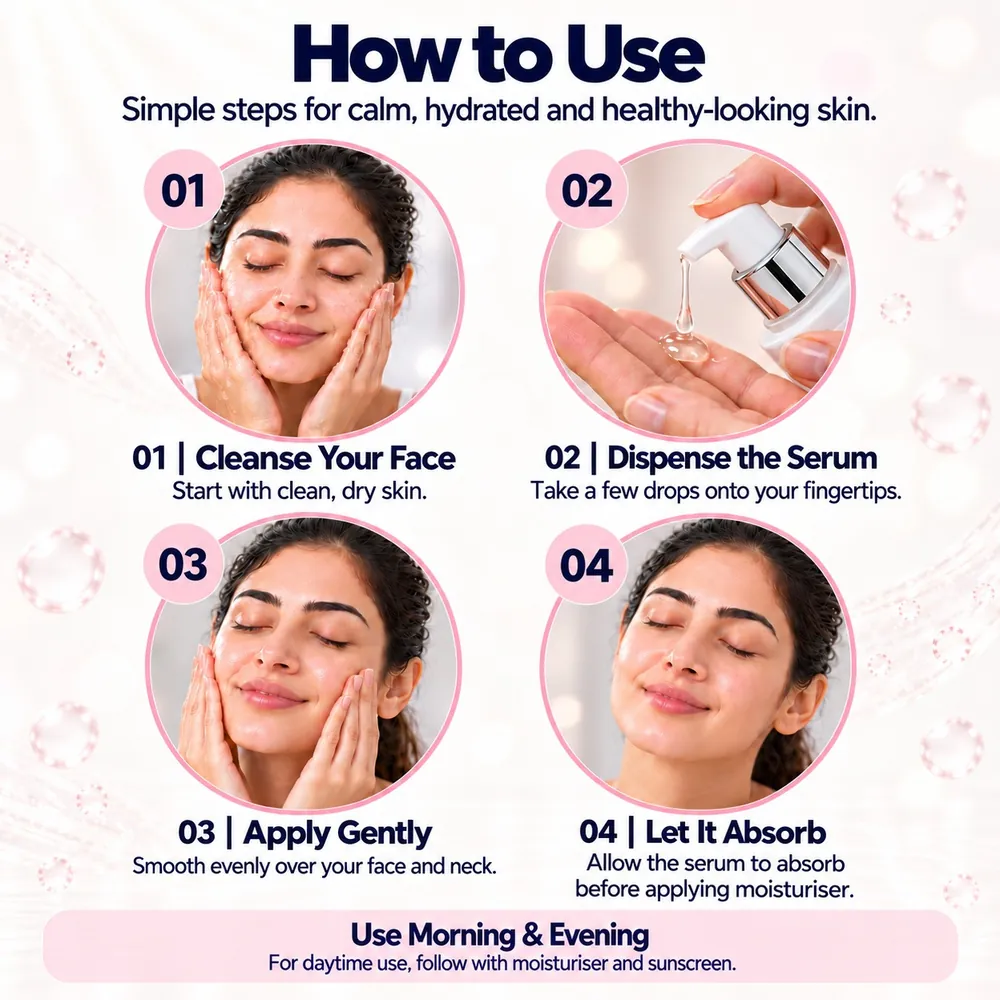 How to Use
Simple steps for calm, hydrated and healthy-looking skin.
01
02
01 | Cleanse Your Face
Start with clean, dry skin.
02 | Dispense the Serum
Take a few drops onto your fingertips.
03
04
03 | Apply Gently
Smooth evenly over your face and neck.
04 | Let It Absorb
Allow the serum to absorb
before applying moisturiser.
Use Morning & Evening
For daytime use, follow with moisturiser and sunscreen.